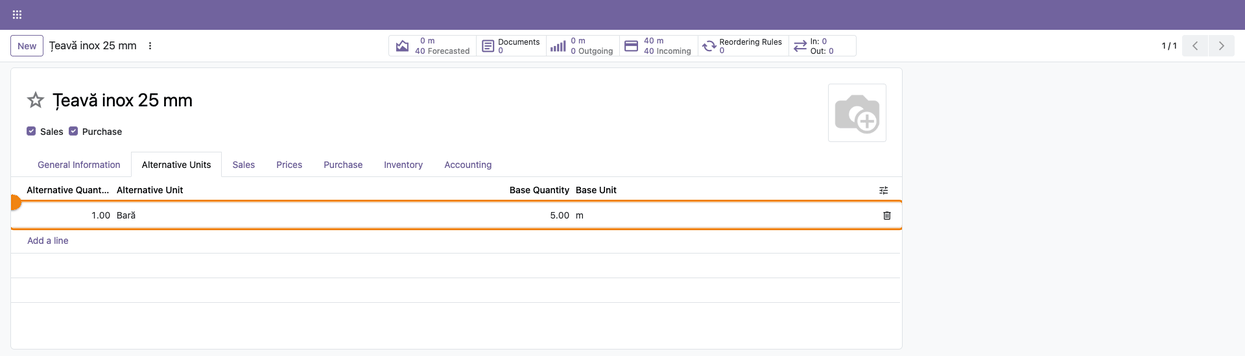 New Țeavă inox 25 mm
0 m
40 Forecasted
Documents
0
0 m
0 Outgoing
40 m
40 Incoming
Reordering Rules
0
In: 0
Out: 0
1 / 1
Țeavă inox 25 mm
Sales Purchase
General Information Alternative Units Sales Prices Purchase Inventory Accounting
Alternative Quant... Alternative Unit Base Quantity Base Unit
1.00 Bară 5.00 m
Add a line